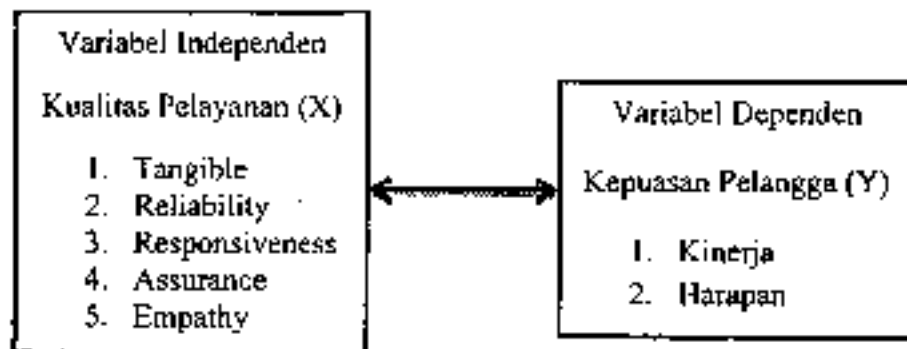 Variabel Independen
Kualitas Pelayanan (X)
1. Tangible
2. Reliability
3. Responsiveness
4. Assurance
5. Empathy
Variabel Dependen
Kepuasan Pelangga (Y)
1. Kinerja
2. Harapan